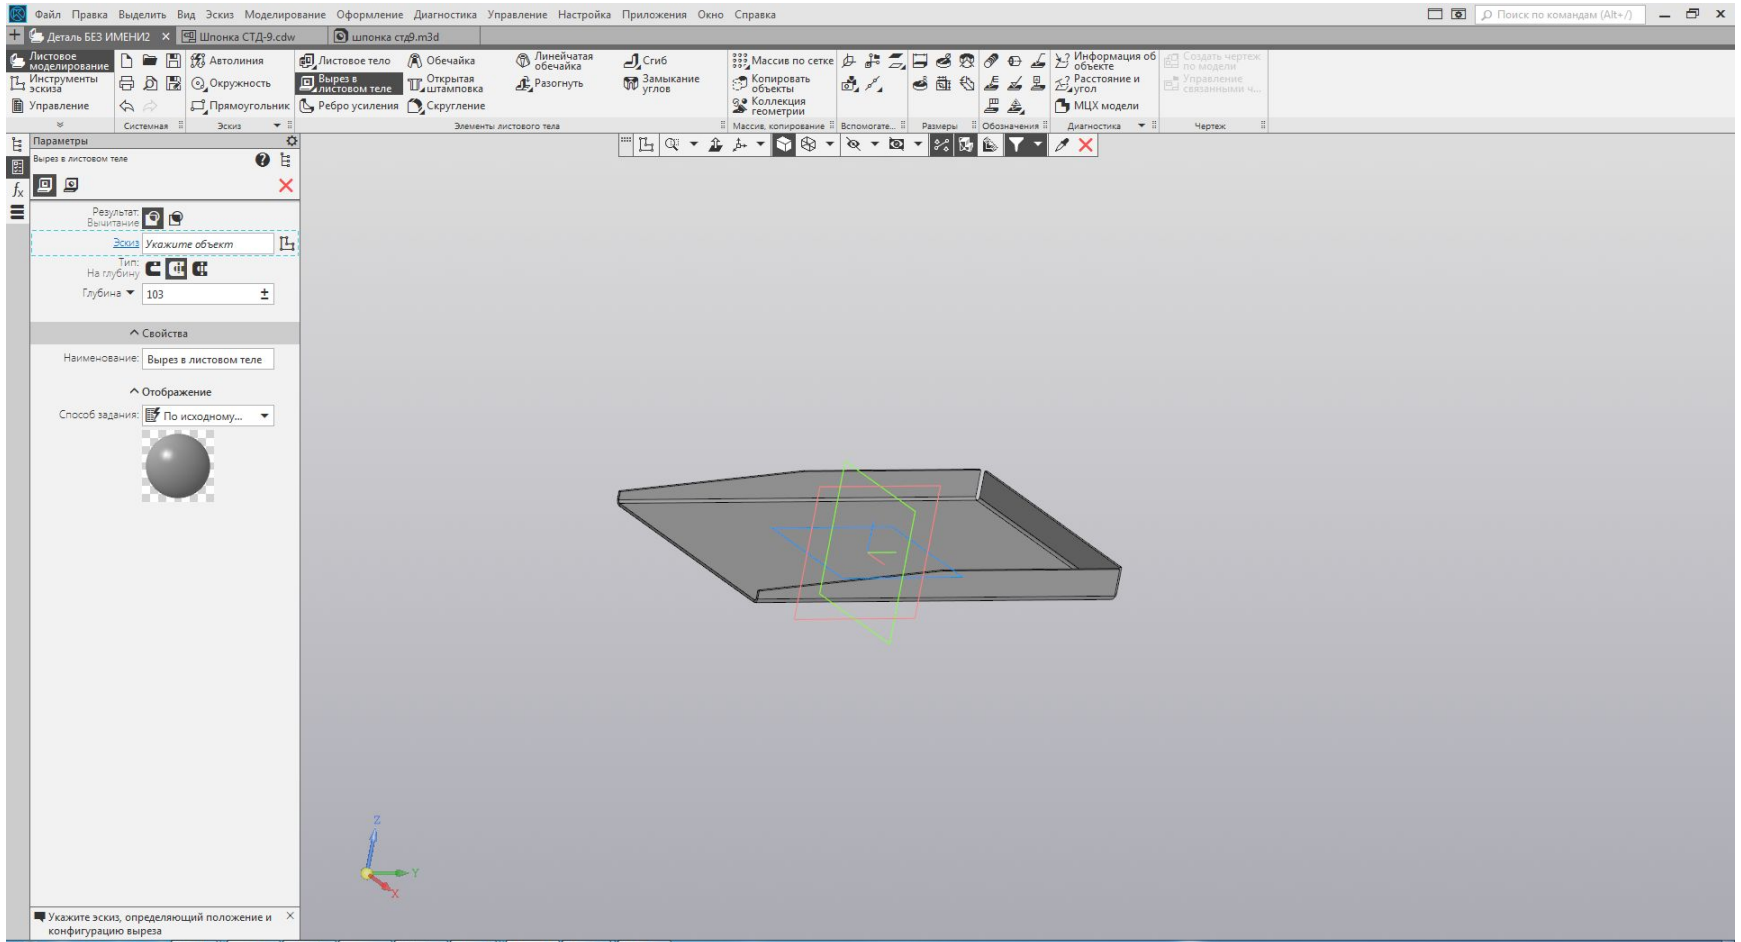 Файл Правка Выделить Вид Эскиз Моделирование Оформление Диагностика Управление Настройка Приложения Окно Справка
Поиск по командам (Alt+/)
Деталь БЕЗ ИМЕНИ2
Шпонка СТД-9.cdw
шпонка стд9.m3d
Листовое моделирование
Инструменты эскиза
Управление
Системная
Автолиния
Окружность
Прямоугольник
Эскиз
Листовое тело
Вырез в листовом теле
Ребро усиления
Обечайка
Открытая штамповка
Скругление
Линейчатая обечайка
Разогнуть
Сгиб
Замыкание углов
Элементы листового тела
Массив по сетке
Копировать объекты
Коллекция геометрии
Массив, копирование
Вспомогате...
Размеры
Обозначения
Информация об объекте
Расстояние и угол
МЦХ модели
Диагностика
Создать чертеж по модели
Управление связанными ч...
Чертеж
Параметры
Вырез в листовом теле
Результат:
Вычитание
Эскиз Укажите объект
Тип:
На глубину
Глубина 103
Свойства
Наименование: Вырез в листовом теле
Отображение
Способ задания: По исходному...
Z
Y
X
Укажите эскиз, определяющий положение и
конфигурацию выреза